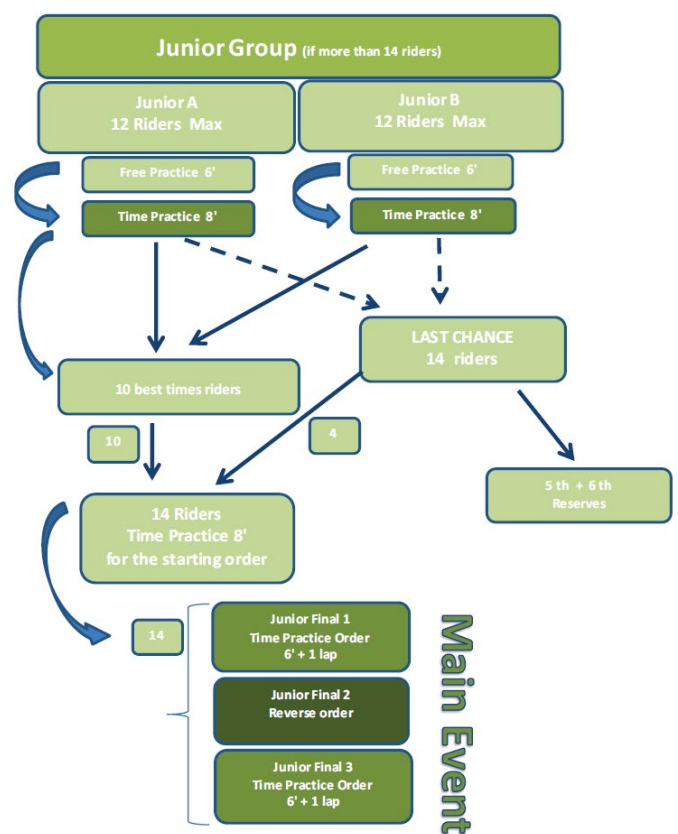 Junior Group (if more than 14 riders)
Junior A
12 Riders Max
Junior B
12 Riders Max
Free Practice 6'
Free Practice 6'
Time Practice 8'
Time Practice 8'
LAST CHANCE
14 riders
10 best times riders
10
4
5 th + 6 th
Reserves
14 Riders
Time Practice 8'
for the starting order
14
Junior Final 1
Time Practice Order
6' + 1 lap
Junior Final 2
Reverse order
Junior Final 3
Time Practice Order
6' + 1 lap
Main Event